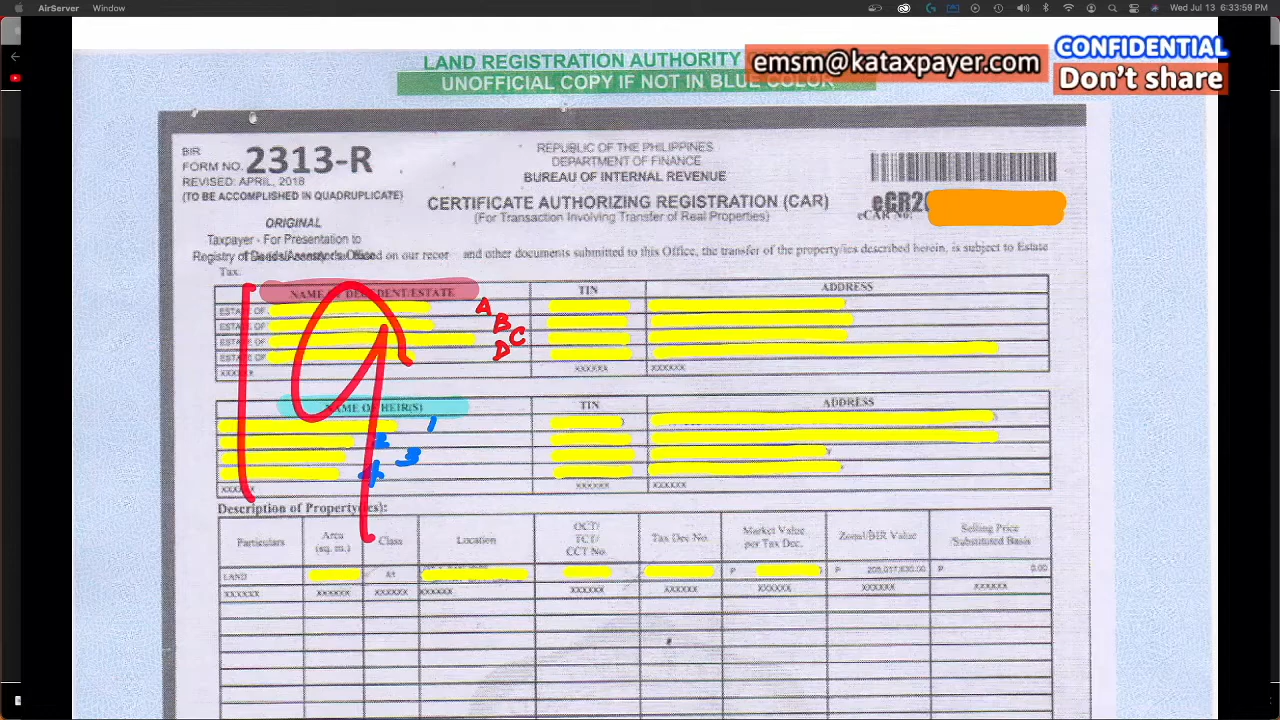 AirServer Window
Wed Jul 13 6:33:59 PM
LAND REGISTRATION AUTHORITY
UNOFFICIAL COPY IF NOT IN BLUE COLOR
emsm@kataxpayer.com
CONFIDENTIAL
Don't share
BIR
FORM NO. 2313-R
REVISED: APRIL, 2018
(TO BE ACCOMPLISHED IN QUADRUPLICATE)
REPUBLIC OF THE PHILIPPINES
DEPARTMENT OF FINANCE
BUREAU OF INTERNAL REVENUE
CERTIFICATE AUTHORIZING REGISTRATION (CAR)
(For Transaction Involving Transfer of Real Properties)
eCAR No.
ORIGINAL
Taxpayer - For Presentation to
Registry of Deeds/Assessor's Office
and other documents submitted to this Office, the transfer of the property/ies described herein, is subject to Estate
Tax.
NAME OF DECEDENT/ESTATE TIN ADDRESS
ESTATE OF A
ESTATE OF B
ESTATE OF C
ESTATE OF D
XXXXXX XXXXXX XXXXXX
NAME OF HEIR(S) TIN ADDRESS
1
2
3
4
XXXXXX XXXXXX XXXXXX
Description of Property(ies):
Particulars Area (sq. m.) Class Location OCT/ TCT/ CCT No. Tax Dec No. Market Value per Tax Dec. Zonal/BIR Value Selling Price /Substituted Basis
LAND P P P 0.00
XXXXXX XXXXXX XXXXXX XXXXXX XXXXXX XXXXXX XXXXXX XXXXXX XXXXXX